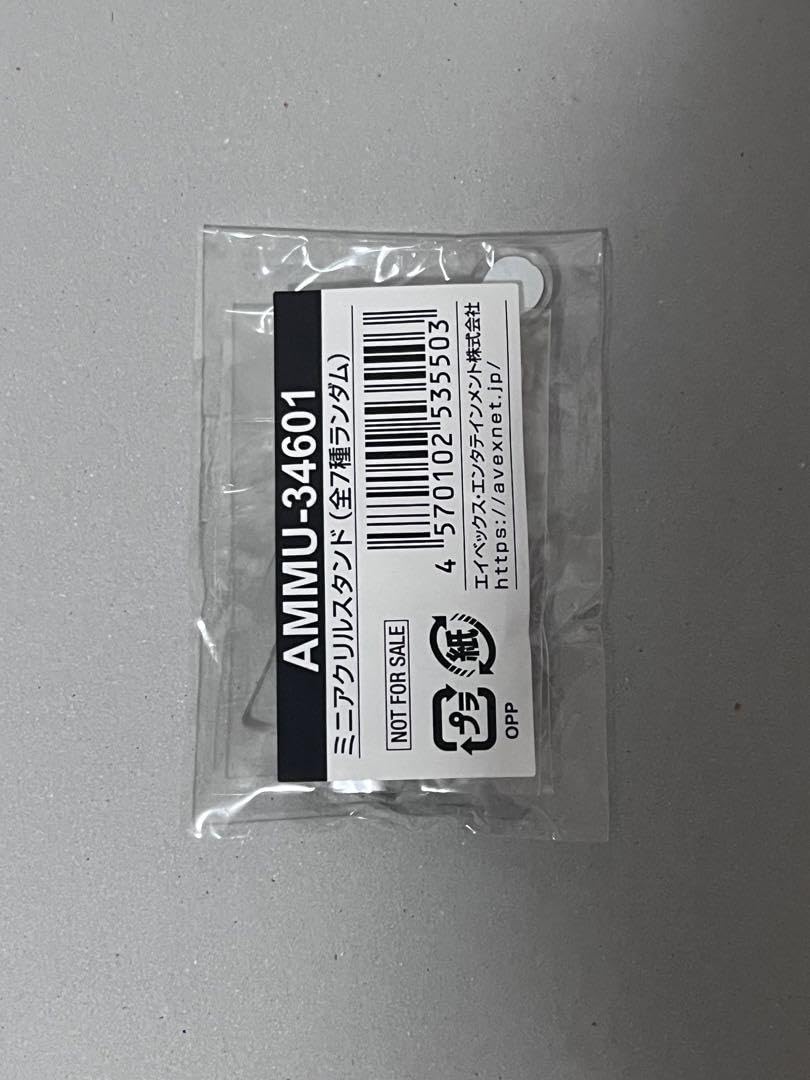 AMMU-34601
ミニアクリルスタンド（全7種ランダム）
NOT FOR SALE
4 570102 535503
プラ
紙
OPP
エイベックス・エンタテインメント株式会社
https://avexnet.jp/